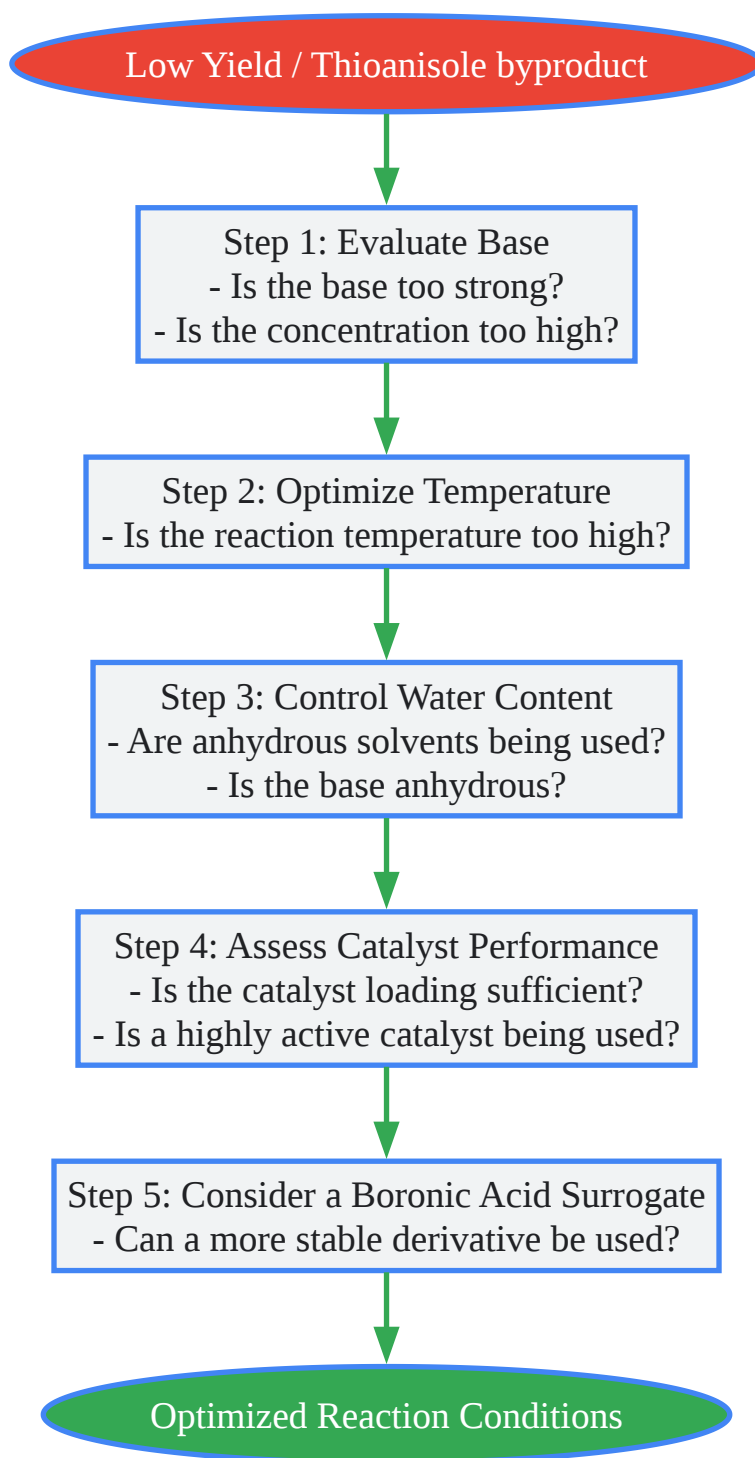 Low Yield / Thioanisole byproduct
Step 1: Evaluate Base
- Is the base too strong?
- Is the concentration too high?
Step 2: Optimize Temperature
- Is the reaction temperature too high?
Step 3: Control Water Content
- Are anhydrous solvents being used?
- Is the base anhydrous?
Step 4: Assess Catalyst Performance
- Is the catalyst loading sufficient?
- Is a highly active catalyst being used?
Step 5: Consider a Boronic Acid Surrogate
- Can a more stable derivative be used?
Optimized Reaction Conditions